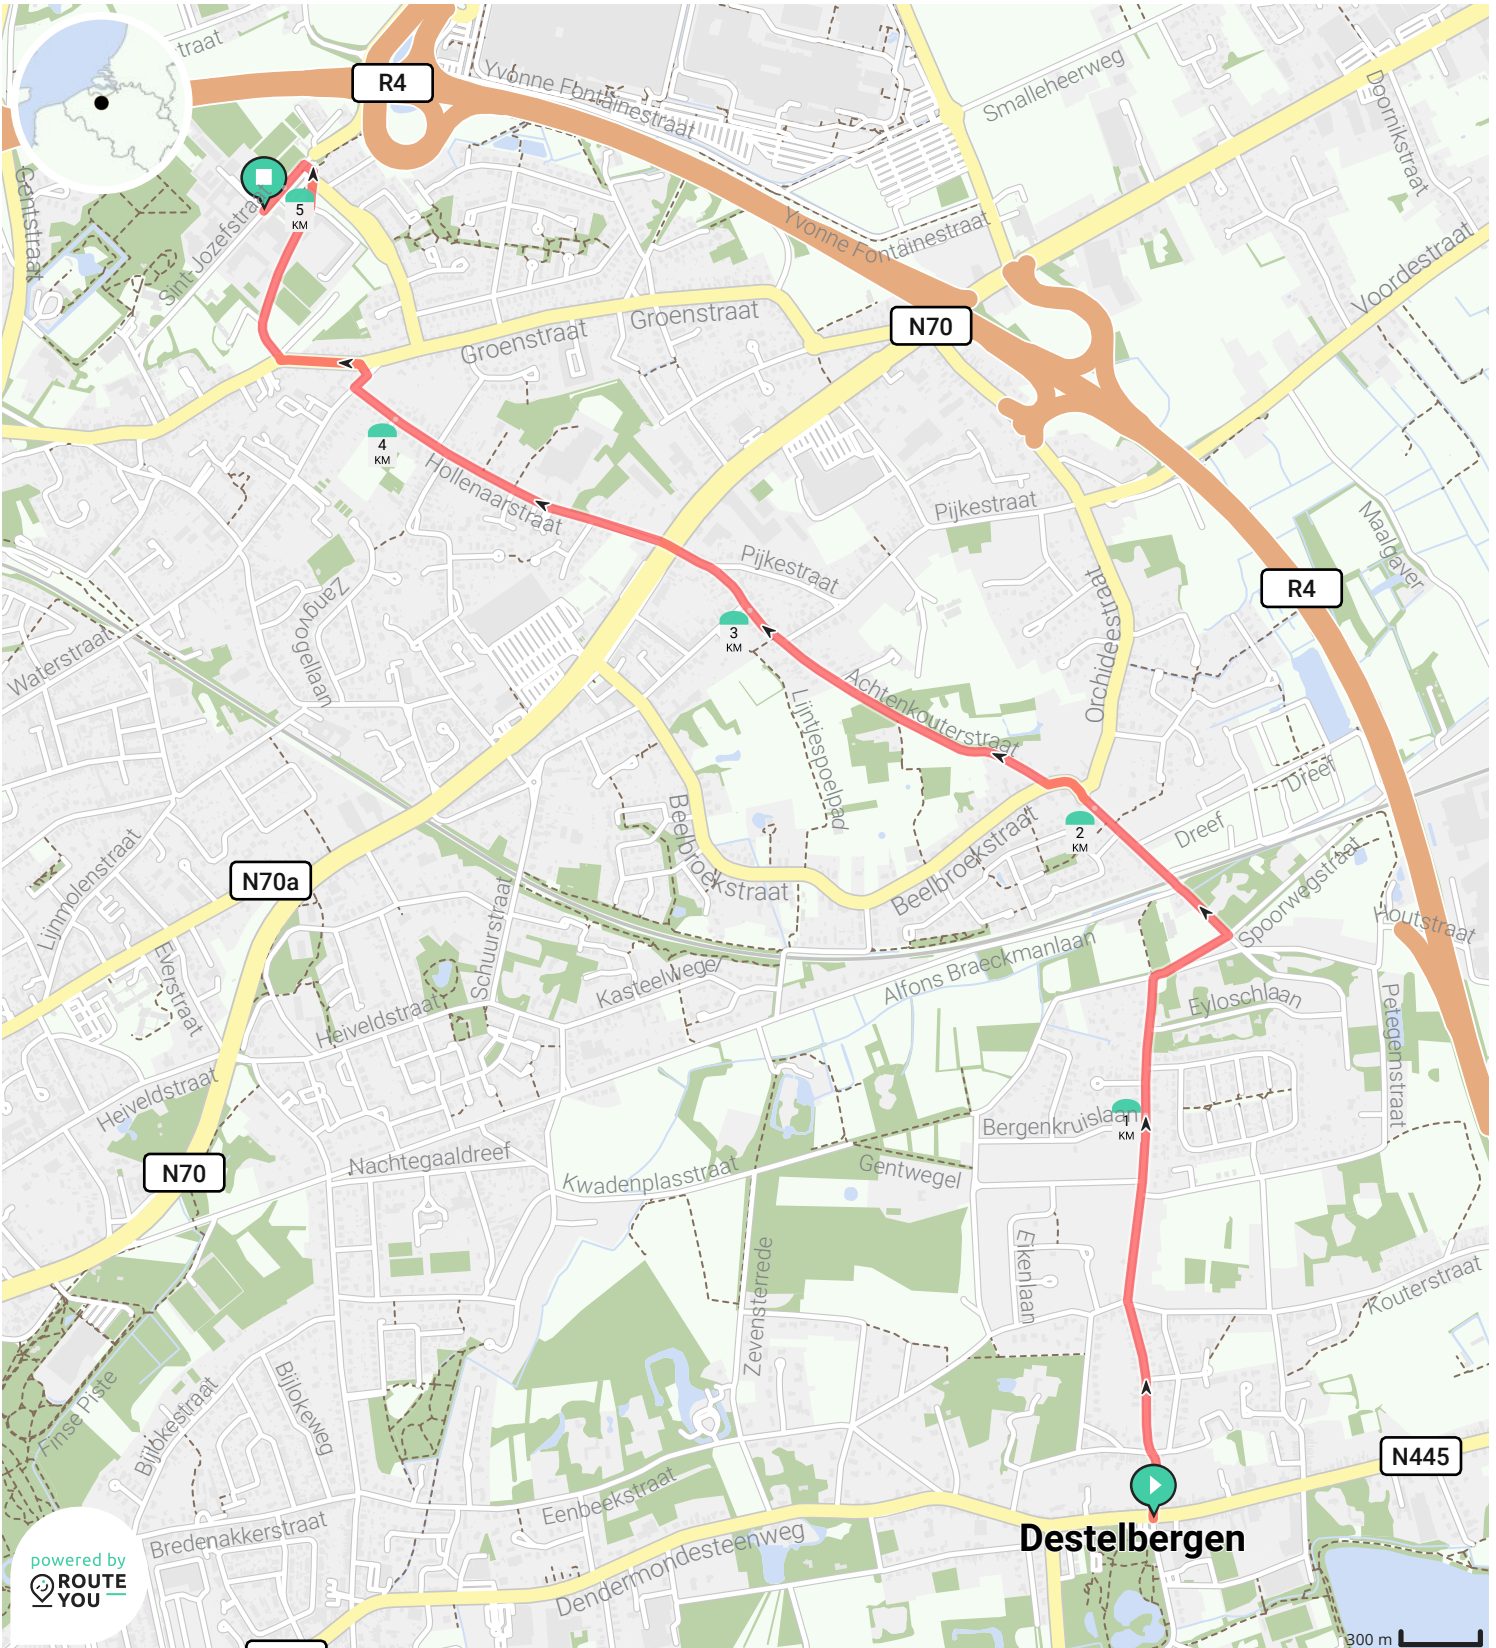 straat
R4
Yvonne Fontainestraat
Smalleheerweg
Doornikstraat
Gentstraat
Sint-Jozefstraat
5
KM
Yvonne Fontainestraat
Voordestraat
Groenstraat
Groenstraat
N70
4
KM
Hollenaarstraat
Pijkestraat
Maalgaver
Pijkestraat
R4
Zangvogellaan
Orchideestraat
Waterstraat
3
KM
Achtenkouterstraat
Lijntjespoelpad
Dreef
Dreef
2
KM
Beelbroekstraat
Beelbroekstraat
Lijnmolenstraat
N70a
Schuurstraat
Spoorwegstraat
Houtstraat
Everstraat
Kasteelwegel
Alfons Braeckmanlaan
Eyloschlaan
Petegemstraat
Heiveldstraat
Heiveldstraat
Bergenkruislaan
1
KM
Nachtegaaldreef
Kwadenplasstraat
Gentwegel
N70
Eikenlaan
Zevensterrede
Kouterstraat
Finse Piste
Bijlokestraat
Bijlokeweg
N445
Eenbeekstraat
Bredenakkerstraat
Dendermondesteenweg
Destelbergen
powered by
ROUTE
YOU
300 m